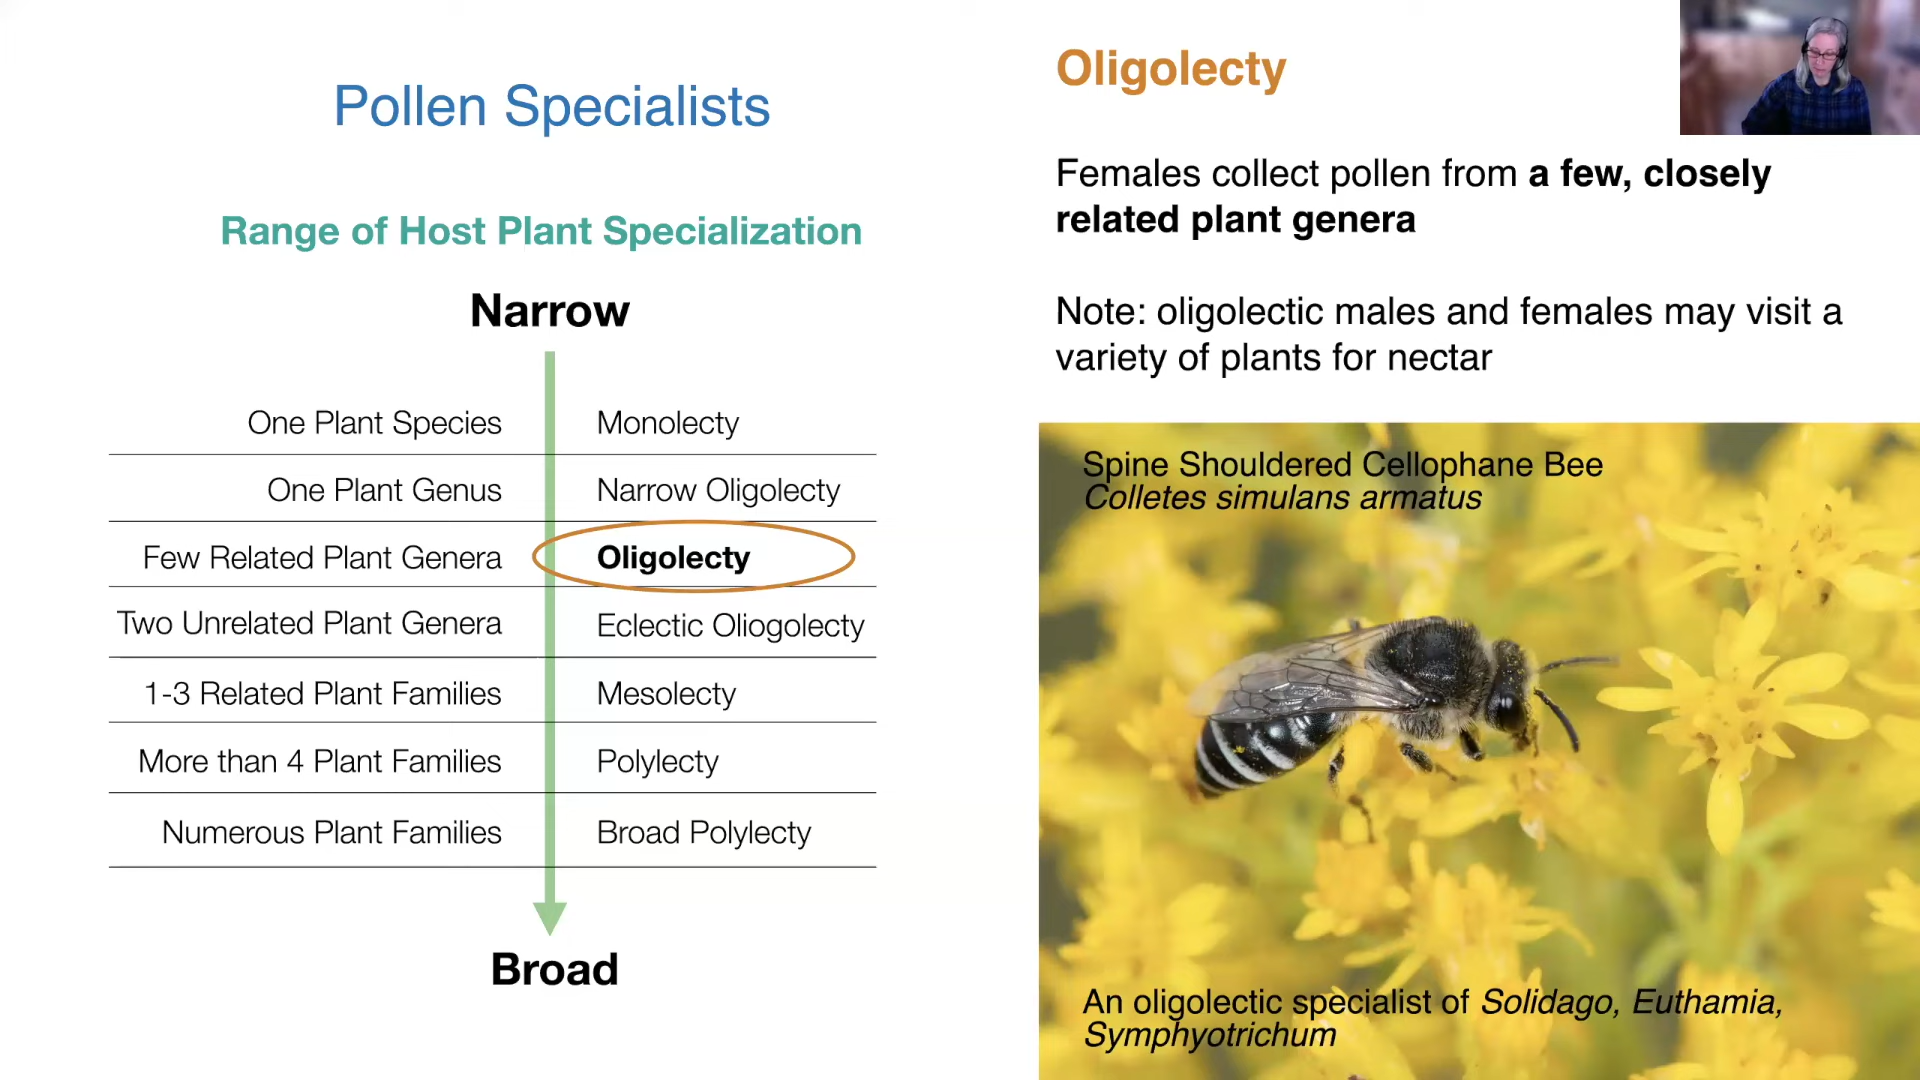 Pollen Specialists
Range of Host Plant Specialization
Narrow
One Plant Species Monolecty
One Plant Genus Narrow Oligolecty
Few Related Plant Genera Oligolecty
Two Unrelated Plant Genera Eclectic Oliogolecty
1-3 Related Plant Families Mesolecty
More than 4 Plant Families Polylecty
Numerous Plant Families Broad Polylecty
Broad
Oligolecty
Females collect pollen from a few, closely
related plant genera
Note: oligolectic males and females may visit a
variety of plants for nectar
Spine Shouldered Cellophane Bee
Colletes simulans armatus
An oligolectic specialist of Solidago, Euthamia,
Symphyotrichum